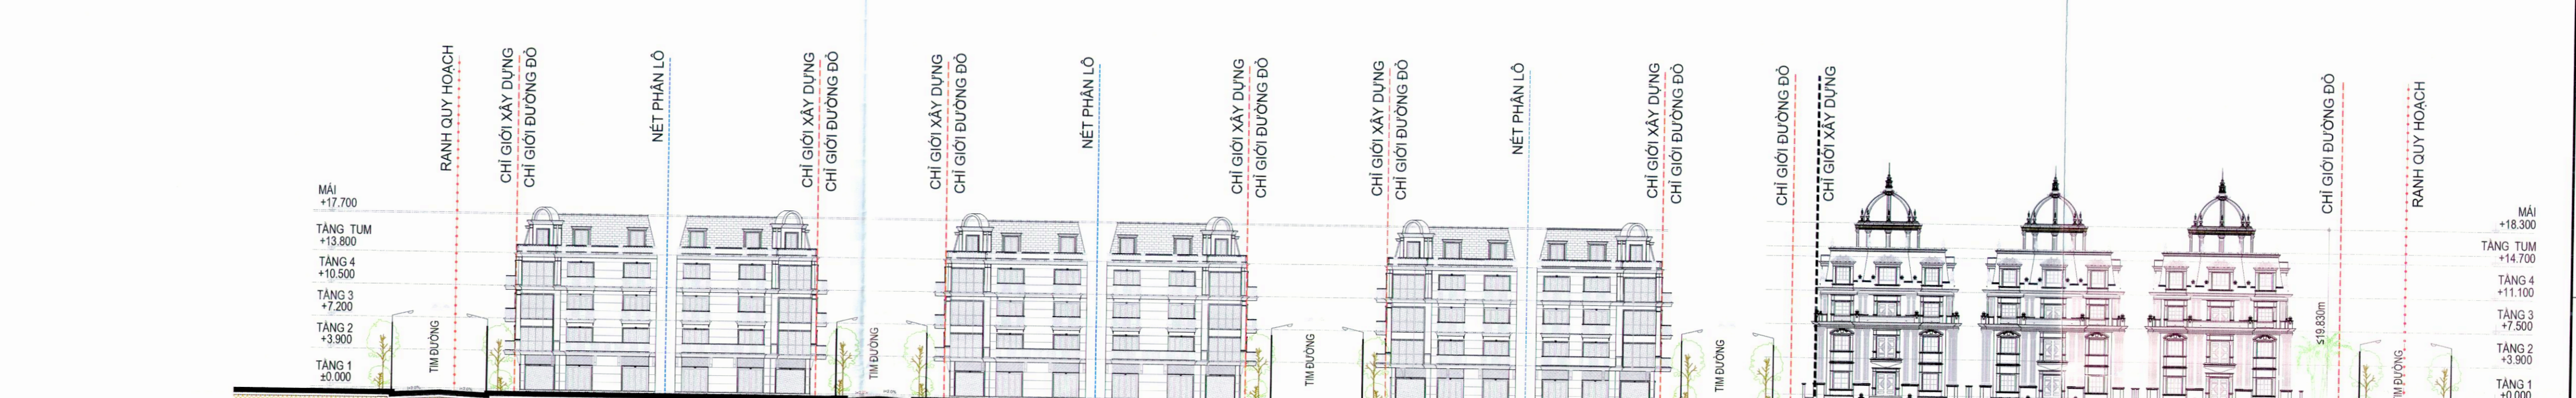 RANH QUY HOẠCH
CHỈ GIỚI XÂY DỰNG
CHỈ GIỚI ĐƯỜNG ĐỎ
NÉT PHÂN LÔ
CHỈ GIỚI XÂY DỰNG
CHỈ GIỚI ĐƯỜNG ĐỎ
CHỈ GIỚI XÂY DỰNG
CHỈ GIỚI ĐƯỜNG ĐỎ
NÉT PHÂN LÔ
CHỈ GIỚI XÂY DỰNG
CHỈ GIỚI ĐƯỜNG ĐỎ
CHỈ GIỚI XÂY DỰNG
CHỈ GIỚI ĐƯỜNG ĐỎ
NÉT PHÂN LÔ
CHỈ GIỚI XÂY DỰNG
CHỈ GIỚI ĐƯỜNG ĐỎ
CHỈ GIỚI ĐƯỜNG ĐỎ
CHỈ GIỚI XÂY DỰNG
CHỈ GIỚI ĐƯỜNG ĐỎ
RANH QUY HOẠCH
MÁI
+17.700
TẦNG TUM
+13.800
TẦNG 4
+10.500
TẦNG 3
+7.200
TẦNG 2
+3.900
TẦNG 1
±0.000
TIM ĐƯỜNG
TIM ĐƯỜNG
TIM ĐƯỜNG
TIM ĐƯỜNG
≤19.830m
TIM ĐƯỜNG
MÁI
+18.300
TẦNG TUM
+14.700
TẦNG 4
+11.100
TẦNG 3
+7.500
TẦNG 2
+3.900
TẦNG 1
±0.000